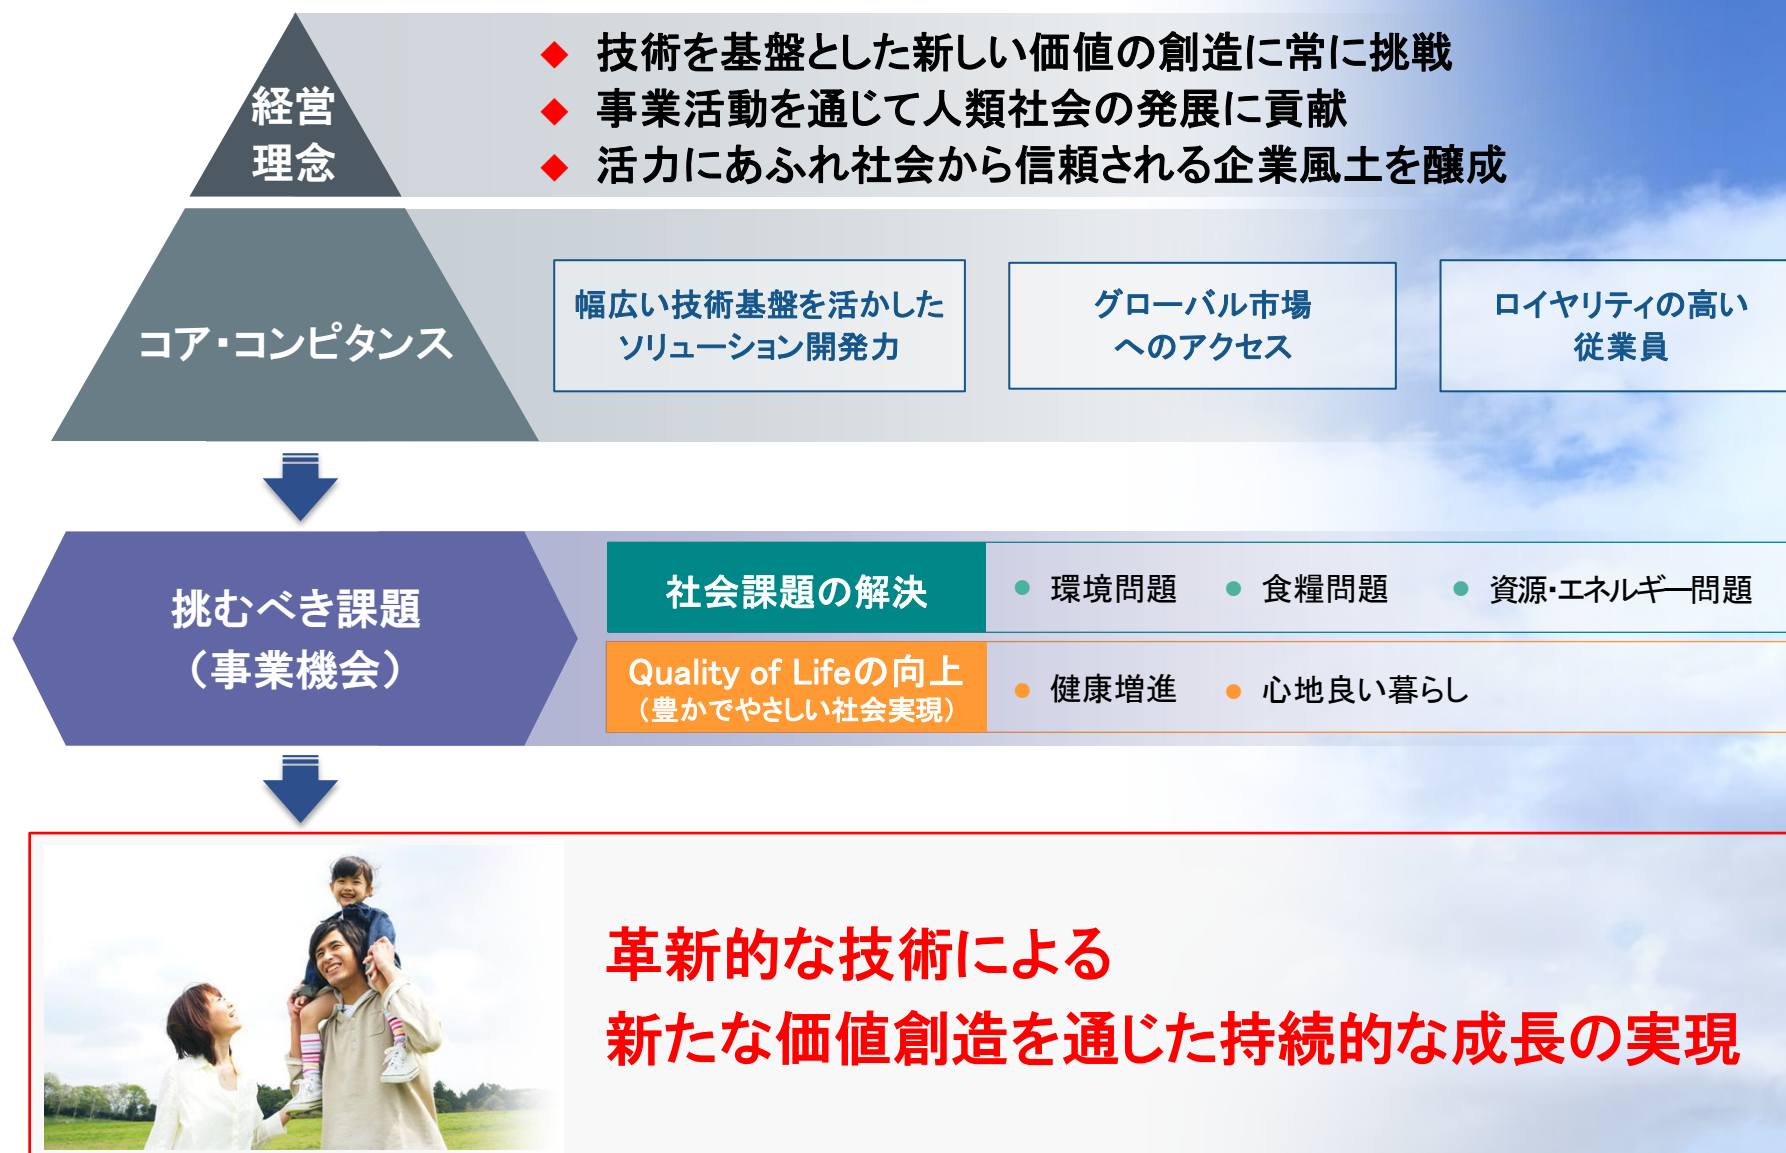 経営
理念
◆ 技術を基盤とした新しい価値の創造に常に挑戦
◆ 事業活動を通じて人類社会の発展に貢献
◆ 活力にあふれ社会から信頼される企業風土を醸成
コア・コンピタンス
幅広い技術基盤を活かした
ソリューション開発力
グローバル市場
へのアクセス
ロイヤリティの高い
従業員
挑むべき課題
（事業機会）
社会課題の解決
● 環境問題 ● 食糧問題 ● 資源・エネルギー問題
Quality of Lifeの向上
（豊かでやさしい社会実現）
● 健康増進 ● 心地良い暮らし
革新的な技術による
新たな価値創造を通じた持続的な成長の実現